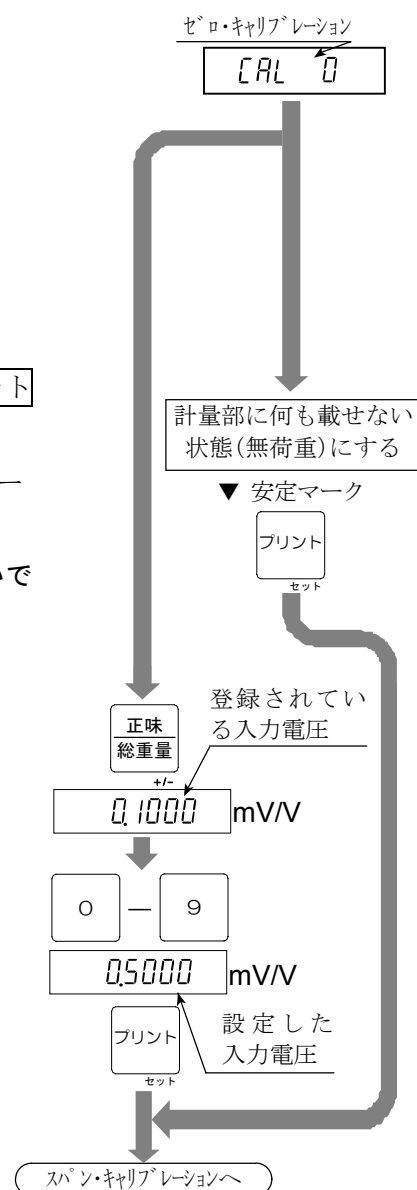 ゼロ・キャリブレーション
CAL 0
ト
計量部に何も載せない
状態(無荷重)にする
ー
▼ 安定マーク
プリント
いで
セット
登録されてい
る入力電圧
正味
総重量
+/-
0.1000 mV/V
0 — 9
0.5000 mV/V
設定した
入力電圧
プリント
セット
スパン・キャリブレーションへ